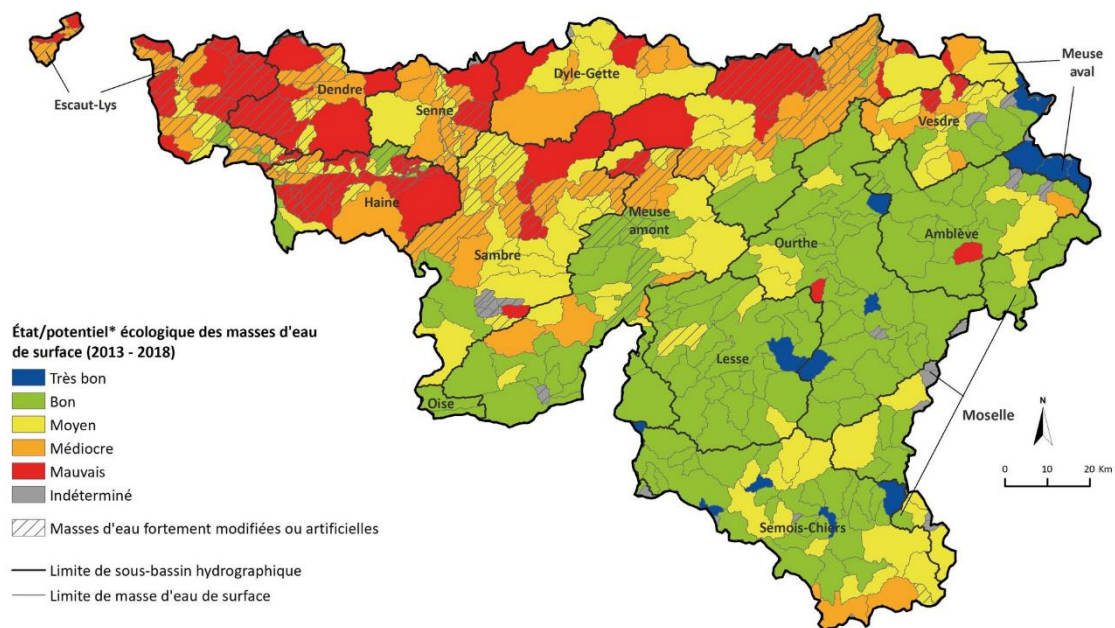 Escaut-Lys
Dendre
Senne
Dyle-Gette
Meuse
aval
Vesdre
Haine
Sambre
Meuse
amont
Ourthe
Amblève
Lesse
Oise
Moselle
Semois-Chiers
État/potentiel* écologique des masses d'eau
de surface (2013 - 2018)
Très bon
Bon
Moyen
Médiocre
Mauvais
Indéterminé
Masses d'eau fortement modifiées ou artificielles
Limite de sous-bassin hydrographique
Limite de masse d'eau de surface
N
0 10 20 Km